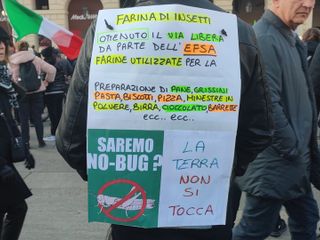 FARINA DI INSETTI
OTTENUTO IL VIA LIBERA
DA PARTE DELL' EFSA
FARINE UTILIZZATE PER LA
PREPARAZIONE DI PANE, GRISSINI
PASTA, BISCOTTI, PIZZA, MINESTRE IN
POLVERE, BIRRA, CIOCCOLATO, BARRETTE
ECC.. ECC..
SAREMO
NO-BUG?
LA
TERRA
NON
SI
TOCCA